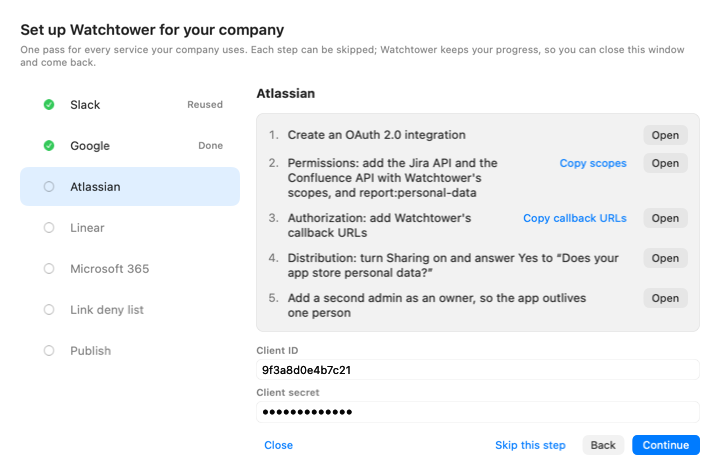 Set up Watchtower for your company
One pass for every service your company uses. Each step can be skipped; Watchtower keeps your progress, so you can close this window
and come back.
Slack Reused
Google Done
Atlassian
Linear
Microsoft 365
Link deny list
Publish
Atlassian
1. Create an OAuth 2.0 integration Open
2. Permissions: add the Jira API and the Copy scopes Open
Confluence API with Watchtower's
scopes, and report:personal-data
3. Authorization: add Watchtower's Copy callback URLs Open
callback URLs
4. Distribution: turn Sharing on and answer Yes to “Does your Open
app store personal data?”
5. Add a second admin as an owner, so the app outlives Open
one person
Client ID
9f3a8d0e4b7c21
Client secret
●●●●●●●●●●●●●
Close Skip this step Back Continue